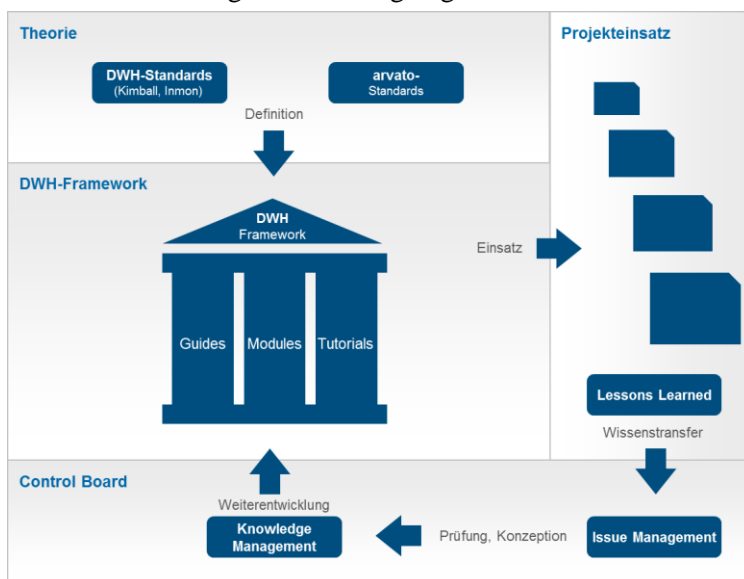 Theorie
Projekteinsatz
DWH-Standards
(Kimball, Inmon)
arvato-
Standards
Definition
DWH-Framework
DWH
Framework
Einsatz
Guides
Modules
Tutorials
Lessons Learned
Wissenstransfer
Control Board
Weiterentwicklung
Knowledge
Management
Prüfung, Konzeption
Issue Management